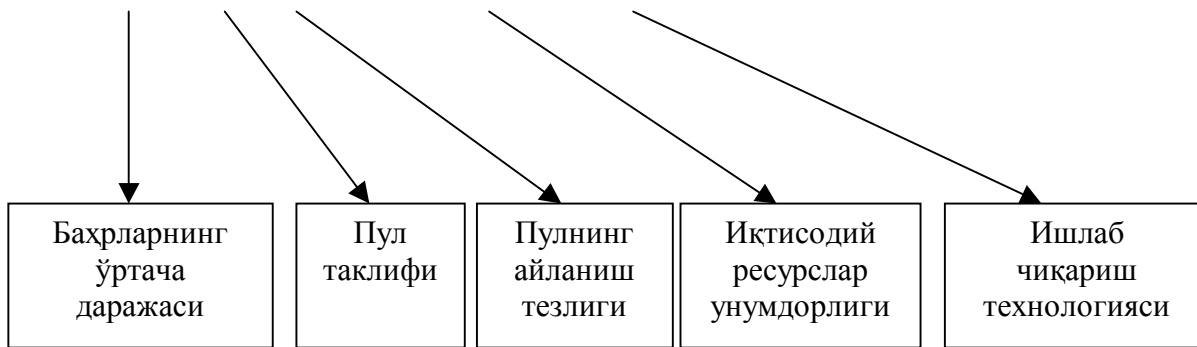 Баҳрларнинг
ўртача
даражаси
Пул
таклифи
Пулнинг
айланиш
тезлиги
Иқтисодий
ресурслар
унумдорлиги
Ишлаб
чиқариш
технологияси